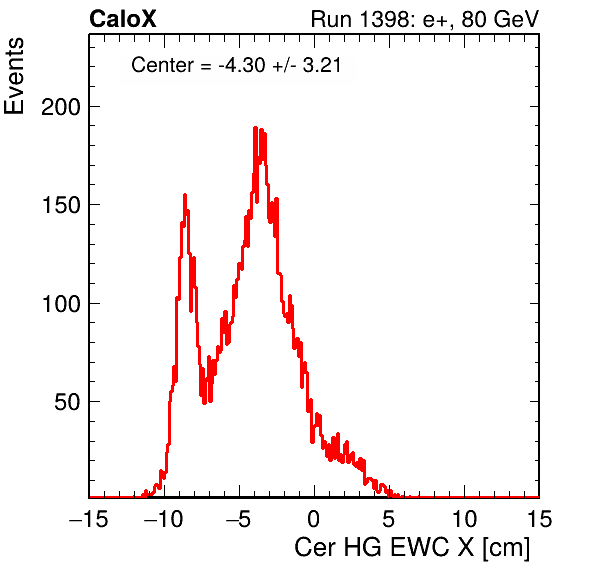 CaloX Run 1398: e+, 80 GeV
Center = -4.30 +/- 3.21
Events
200
150
100
50
−15 −10 −5 0 5 10 15
Cer HG EWC X [cm]